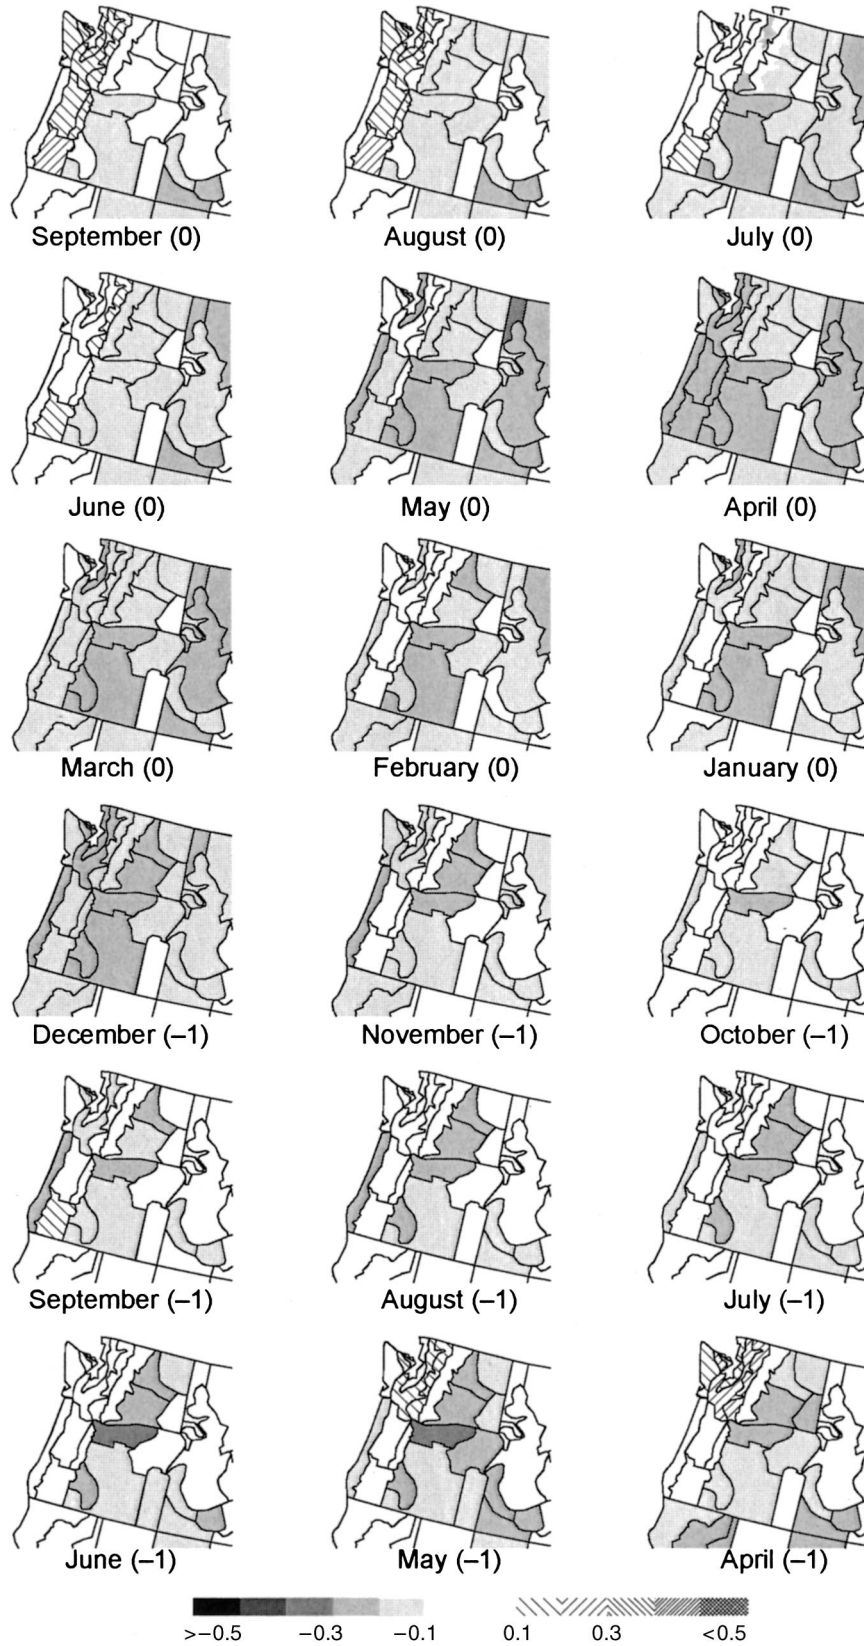 September (0) August (0) July (0)
June (0) May (0) April (0)
March (0) February (0) January (0)
December (–1) November (–1) October (–1)
September (–1) August (–1) July (–1)
June (–1) May (–1) April (–1)
>–0.5 –0.3 –0.1 0.1 0.3 <0.5